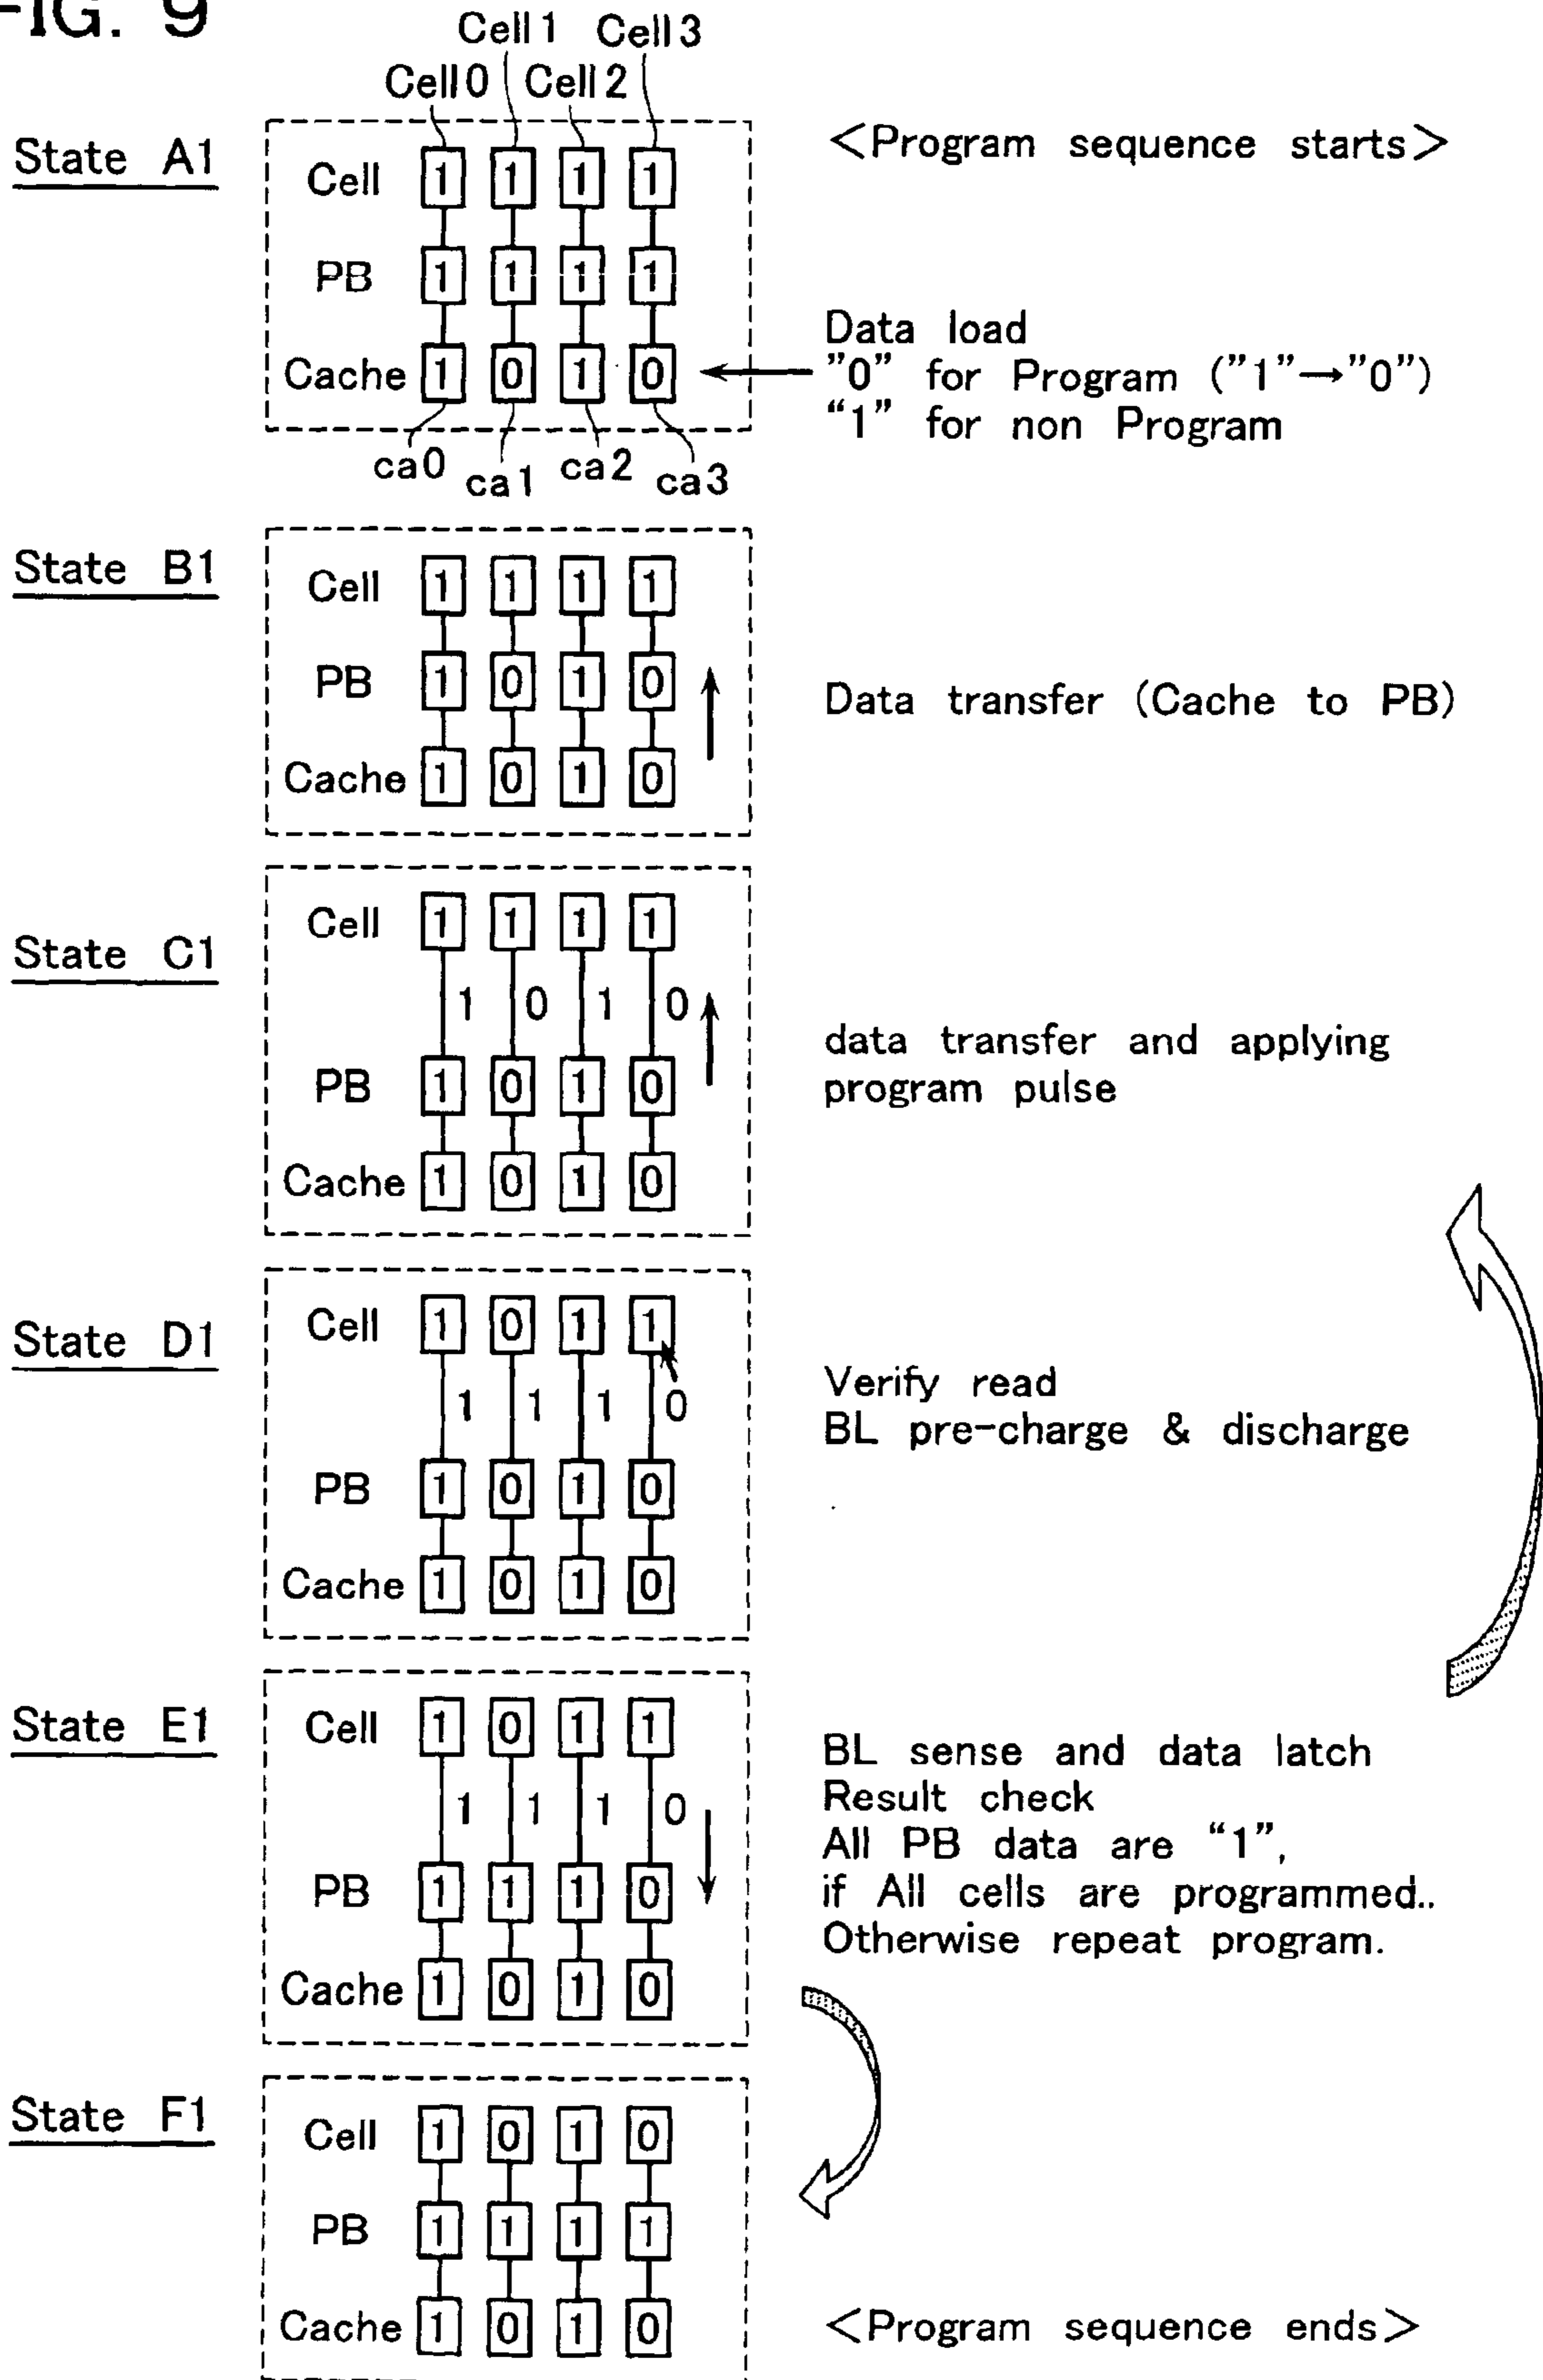 FIG. 9
Cell 1 Cell 3
Cell 0 Cell 2
State A1
<Program sequence starts>
Cell 1 1 1 1
PB 1 1 1 1
Data load
Cache 1 0 1 0
"0" for Program ("1"→"0")
"1" for non Program
ca0 ca1 ca2 ca3
State B1
Cell 1 1 1 1
PB 1 0 1 0
Data transfer (Cache to PB)
Cache 1 0 1 0
State C1
Cell 1 1 1 1
1 0 1 0
data transfer and applying
program pulse
PB 1 0 1 0
Cache 1 0 1 0
State D1
Cell 1 0 1 1
1 1 1 0
Verify read
BL pre-charge & discharge
PB 1 0 1 0
Cache 1 0 1 0
State E1
Cell 1 0 1 1
1 1 1 0
BL sense and data latch
Result check
All PB data are "1",
if All cells are programmed..
Otherwise repeat program.
PB 1 1 1 0
Cache 1 0 1 0
State F1
Cell 1 0 1 0
PB 1 1 1 1
Cache 1 0 1 0
<Program sequence ends>